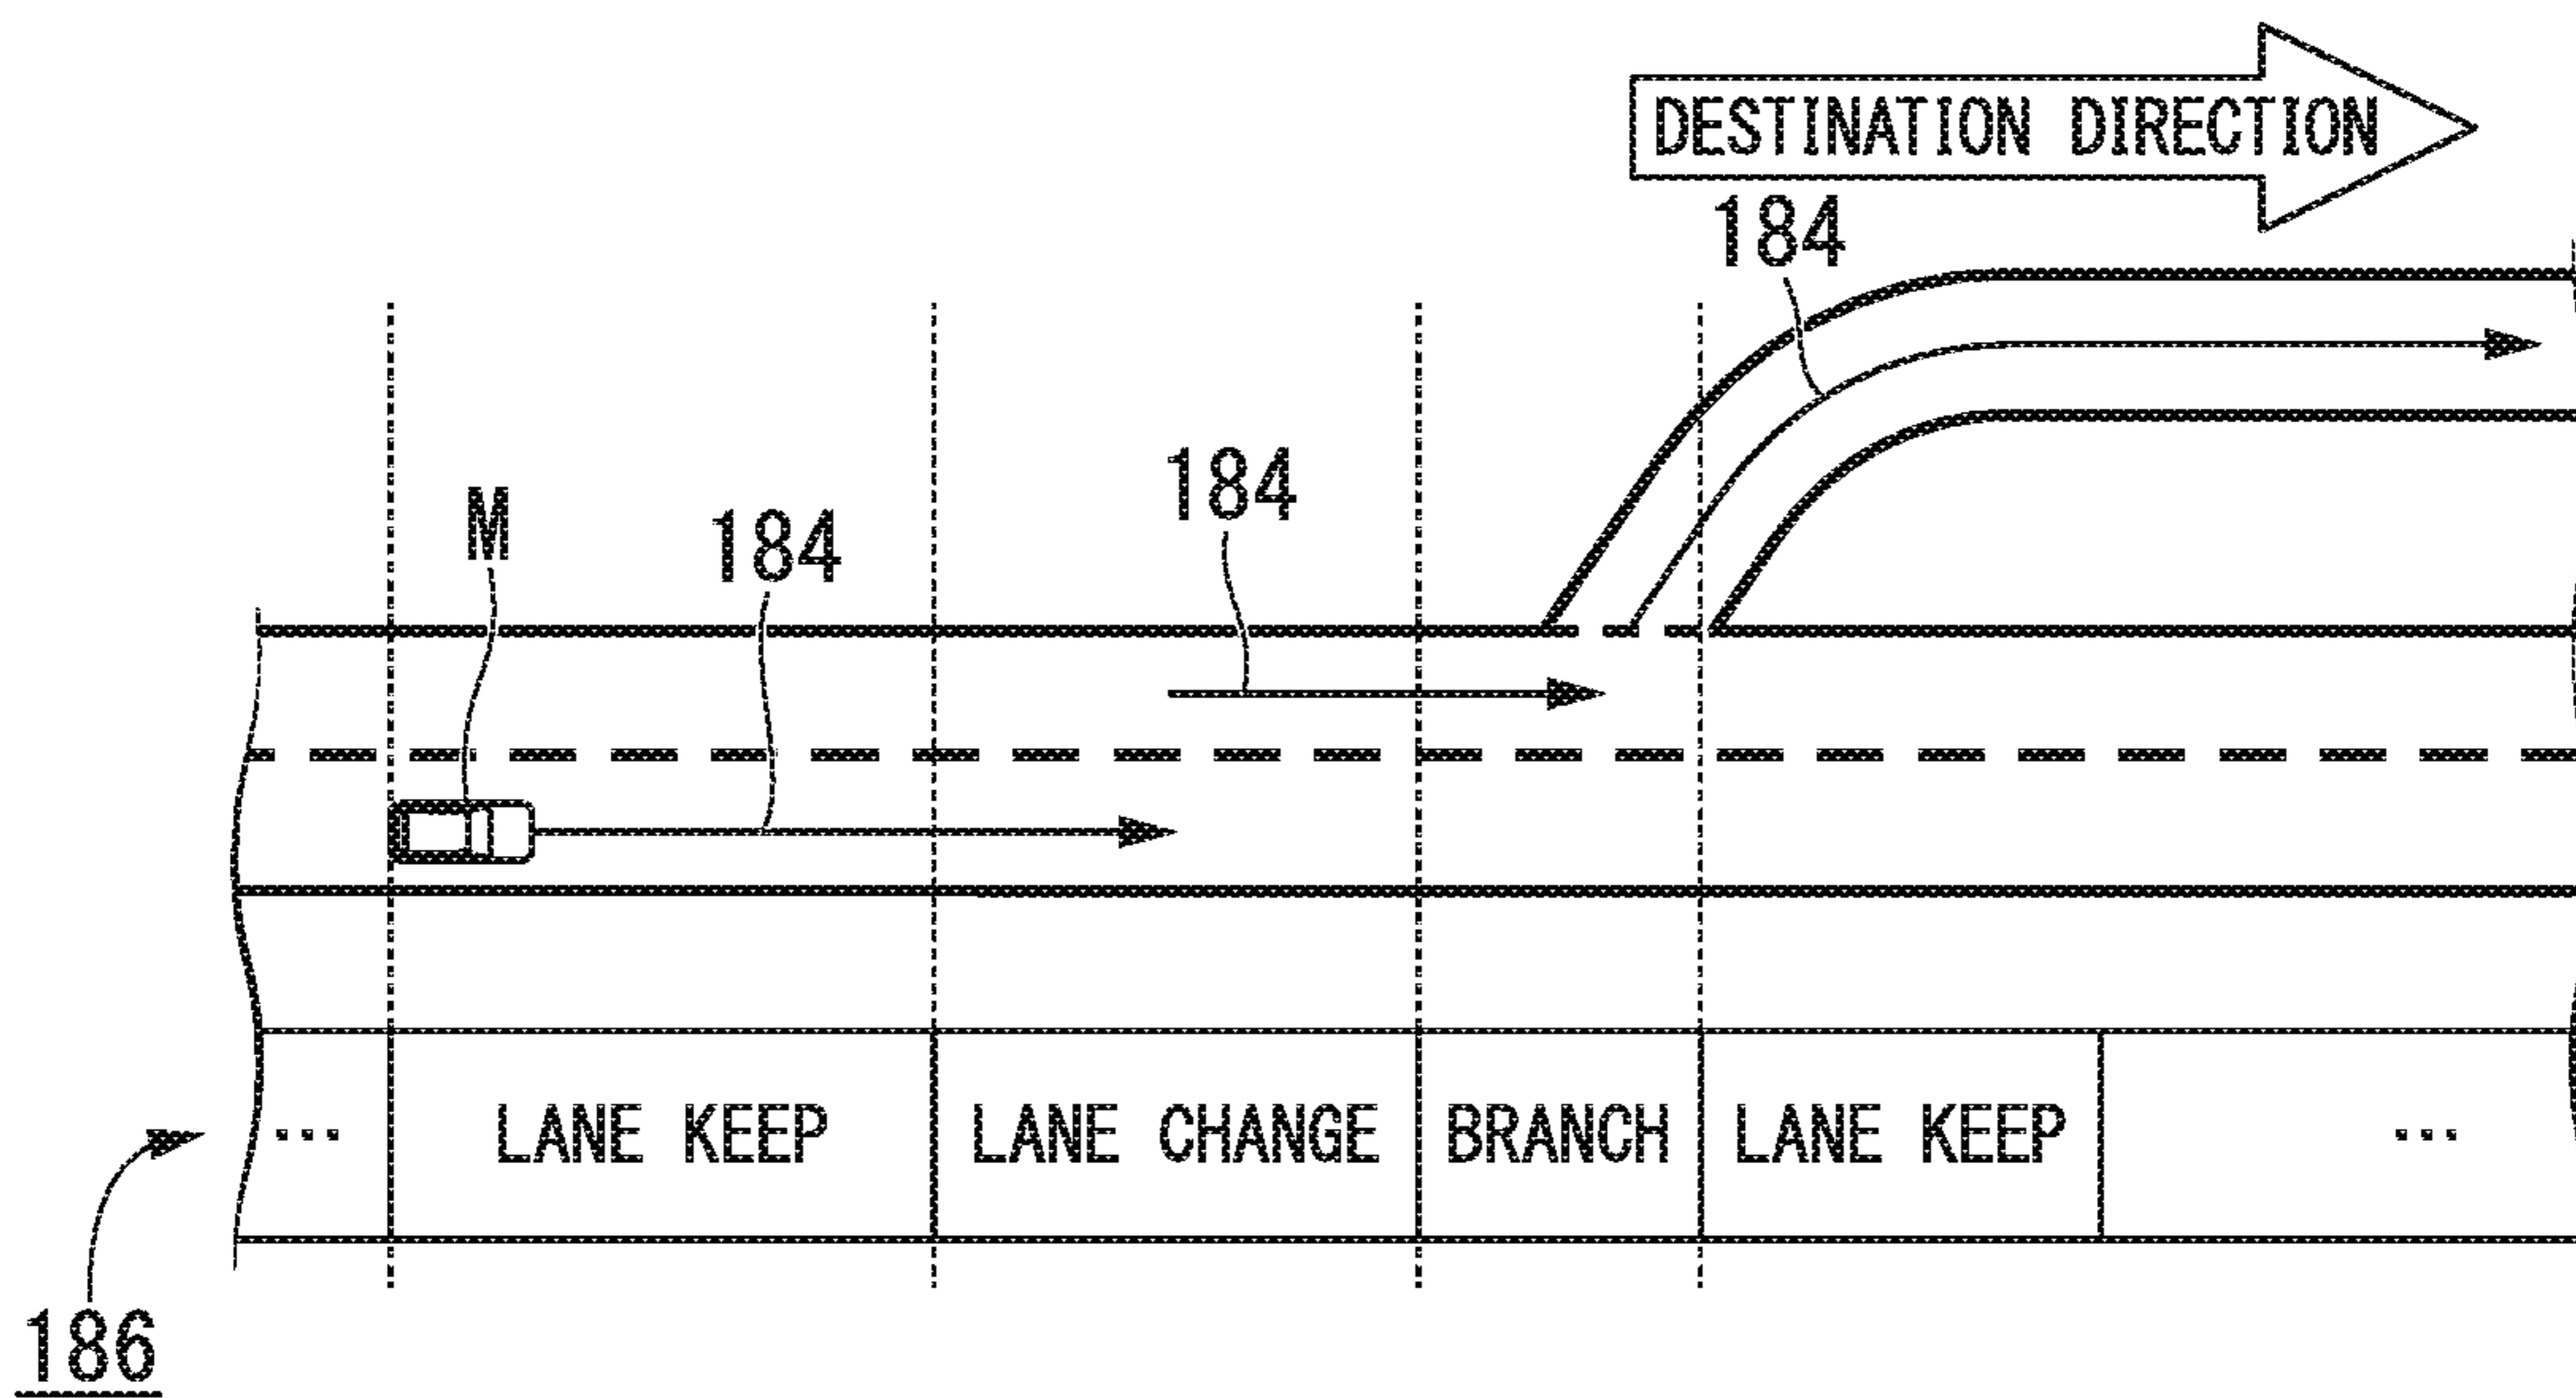 DESTINATION DIRECTION
184
184
M
184
... LANE KEEP LANE CHANGE BRANCH LANE KEEP ...
186